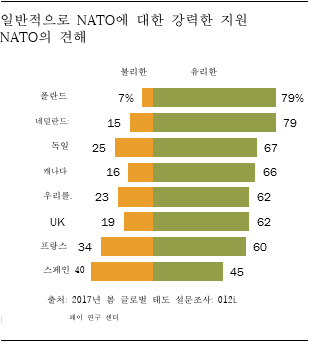 일반적으로 NATO에 대한 강력한 지원
NATO의 견해
불리한 유리한
폴란드 7% 79%
네덜란드: 15 79
독일 25 67
캐나다 16 66
우리를. 23 62
UK 19 62
프랑스 34 60
스페인 40 45
출처: 2017년 봄 글로벌 태도 설문조사: Q12i.
퓨어 연구 센터